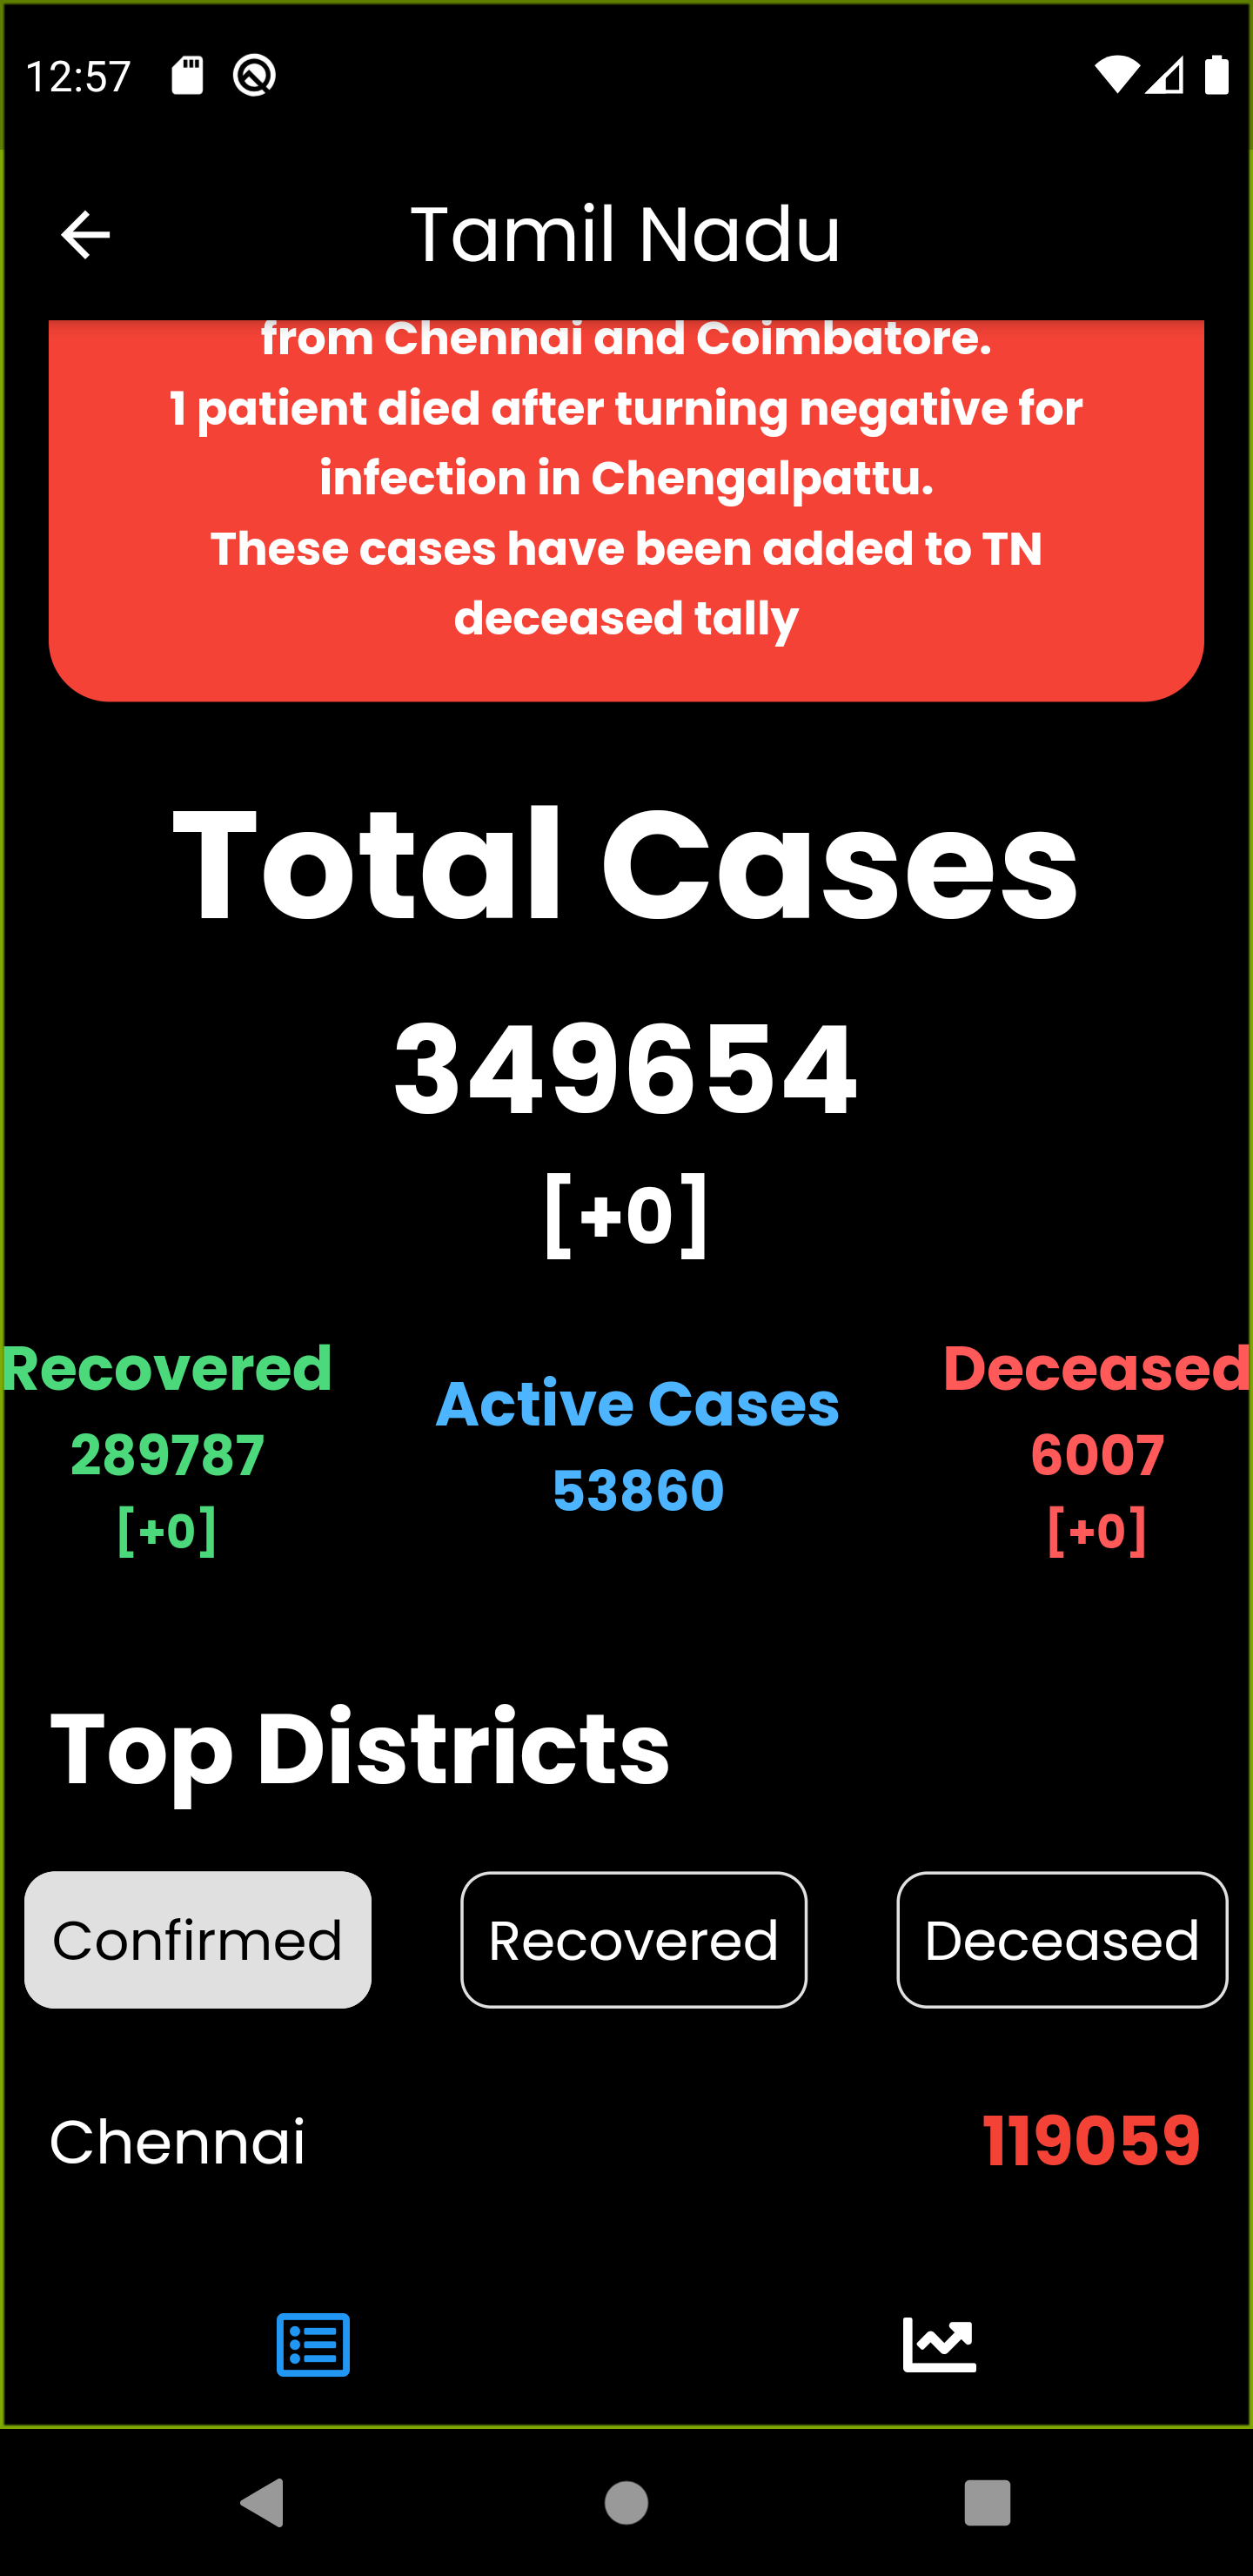 12:57
Tamil Nadu
from Chennai and Coimbatore.
1 patient died after turning negative for
infection in Chengalpattu.
These cases have been added to TN
deceased tally
Total Cases
349654
[+0]
Recovered
289787
[+0]
Active Cases
53860
Deceased
6007
[+0]
Top Districts
Confirmed Recovered Deceased
Chennai 119059